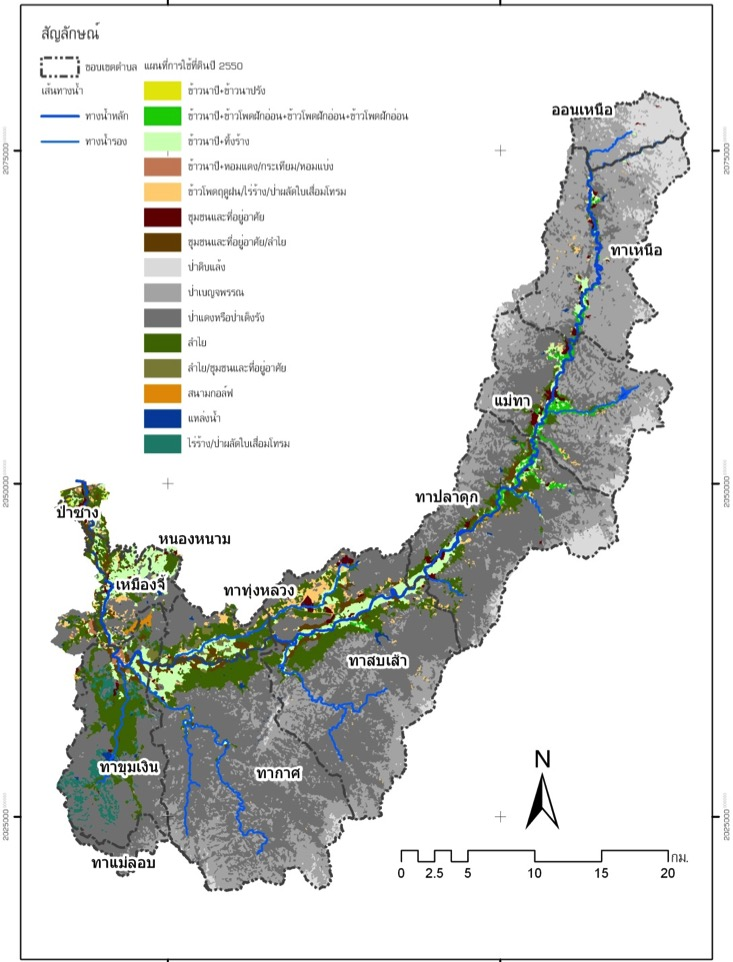 สัญลักษณ์
ขอบเขตตำบล
เส้นทางน้ำ
ทางน้ำหลัก
ทางน้ำรอง
แผนที่การใช้ที่ดินปี 2550
ข้าวนาปี+ข้าวนาปรัง
ข้าวนาปี+ข้าวโพดฝักอ่อน+ข้าวโพดฝักอ่อน+ข้าวโพดฝักอ่อน
ข้าวนาปี+ทิ้งร้าง
ข้าวนาปี+หอมแดง/กระเทียม/หอมแบ่ง
ข้าวโพดฤดูฝน/ไร่ร้าง/ป่าผลัดใบเสื่อมโทรม
ชุมชนและที่อยู่อาศัย
ชุมชนและที่อยู่อาศัย/ลำไย
ป่าดิบแล้ง
ป่าเบญจพรรณ
ป่าแดงหรือป่าเต็งรัง
ลำไย
ลำไย/ชุมชนและที่อยู่อาศัย
สนามกอล์ฟ
แหล่งน้ำ
ไร่ร้าง/ป่าผลัดใบเสื่อมโทรม
ออนเหนือ
ทาเหนือ
แม่ทา
ทาปลาดุก
ป่าซาง
หนองหนาม
เหมืองจี้
ทาทุ่งหลวง
ทาสบเส้า
ทาขุมเงิน
ทากาศ
ทาแม่ลอบ
N
กม.
0 2.5 5 10 15 20
2075000
2050000
2025000
2075000
2050000
2025000